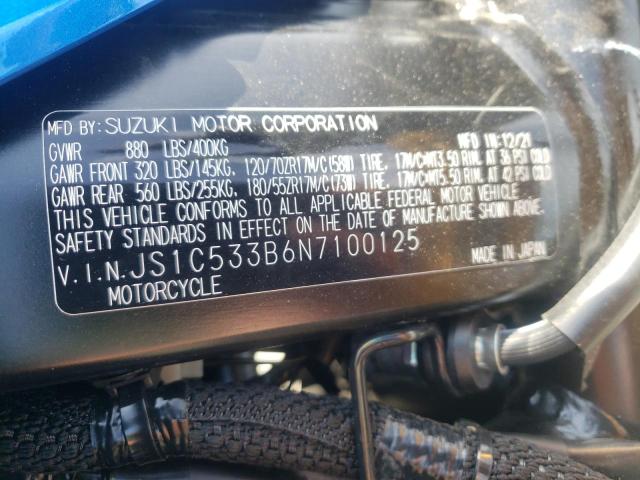 MFD BY: SUZUKI MOTOR CORPORATION
GVWR 880 LBS/400KG MFD IN: 12/21
GAWR FRONT 320 LBS/145KG, 120/70ZR17M/C(58W) TIRE, 17M/C×MT3.50 RIM, AT 36 PSI COLD
GAWR REAR 560 LBS/255KG, 180/55ZR17M/C(73W) TIRE, 17M/C×MT5.50 RIM, AT 42 PSI COLD
THIS VEHICLE CONFORMS TO ALL APPLICABLE FEDERAL MOTOR VEHICLE
SAFETY STANDARDS IN EFFECT ON THE DATE OF MANUFACTURE SHOWN ABOVE.
V.I.N. JS1C533B6N7100125 MADE IN JAPAN
MOTORCYCLE